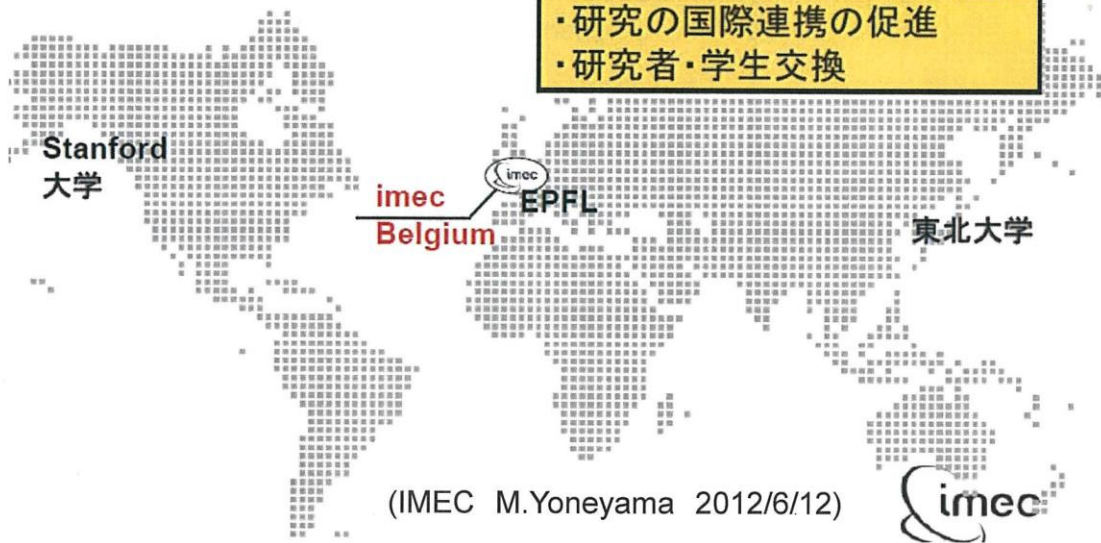 ・研究の国際連携の促進
・研究者・学生交換
Stanford
大学
imec
imec
Belgium
EPFL
東北大学
(IMEC M.Yoneyama 2012/6/12)
imec